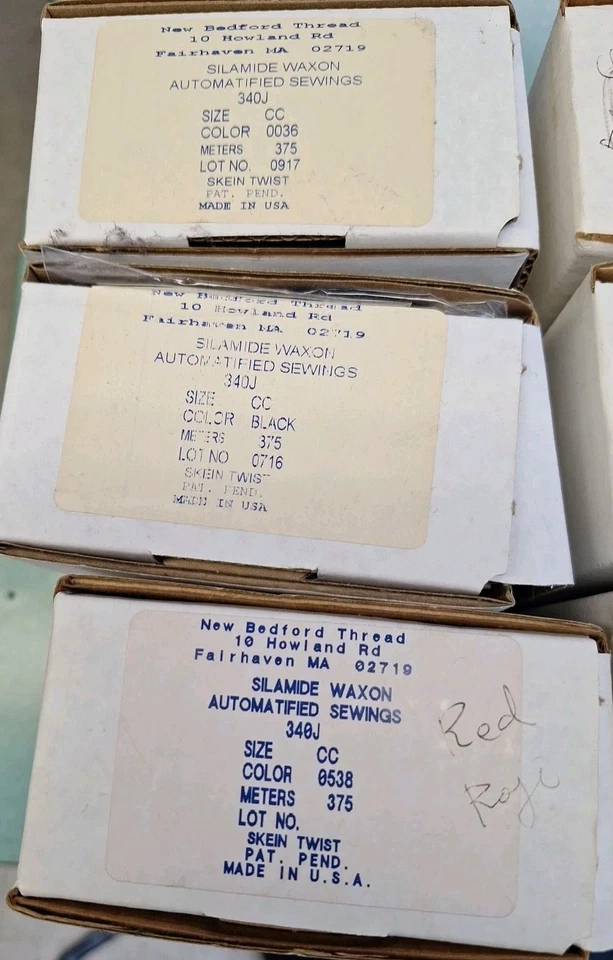 New Bedford Thread
10 Howland Rd
Fairhaven MA 02719
SILAMIDE WAXON
AUTOMATIFIED SEWINGS
340J
SIZE CC
COLOR 0036
METERS 375
LOT NO. 0917
SKEIN TWIST
PAT. PEND.
MADE IN USA
New Bedford Thread
10 Howland Rd
Fairhaven MA 02719
SILAMIDE WAXON
AUTOMATIFIED SEWINGS
340J
SIZE CC
COLOR BLACK
METERS 375
LOT NO 0716
SKEIN TWIST
PAT. PEND.
MADE IN USA
New Bedford Thread
10 Howland Rd
Fairhaven MA 02719
SILAMIDE WAXON
AUTOMATIFIED SEWINGS
340J
SIZE CC
COLOR 0538
METERS 375
LOT NO.
SKEIN TWIST
PAT. PEND.
MADE IN U.S.A.
Red